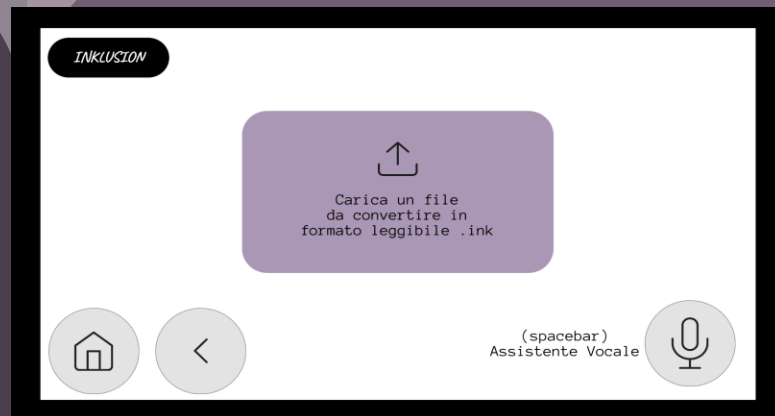 INKLUSION
Carica un file
da convertire in
formato leggibile .ink
(spacebar)
Assistente Vocale